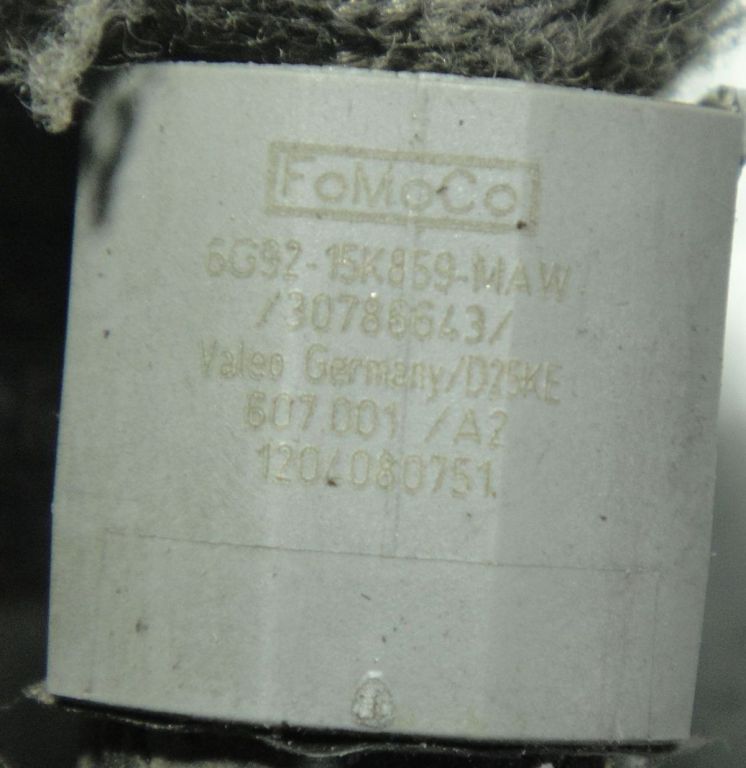 FoMoCo
6G92-15K859-MAW
/30786643/
Valeo Germany/D25KE
607.001 /A2
1204080751